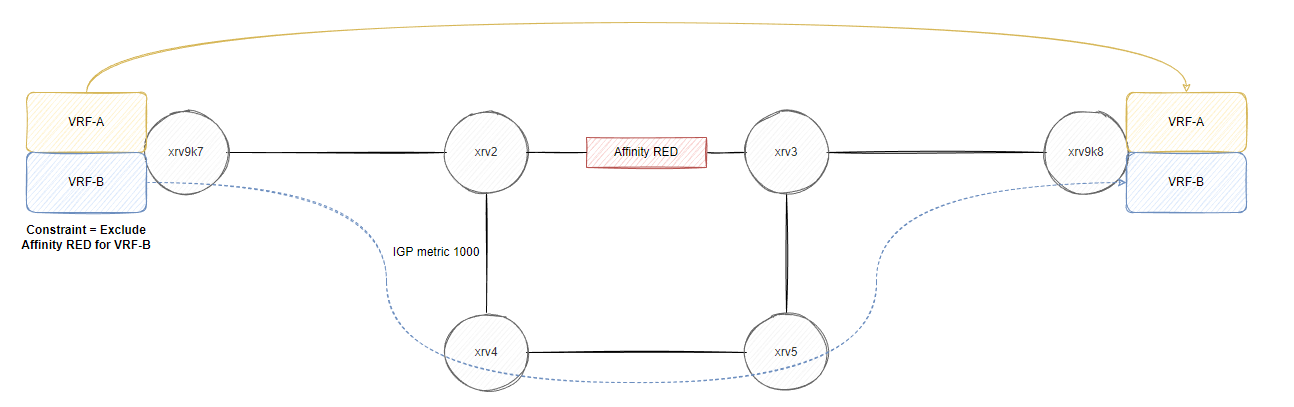 VRF-A
VRF-A
xrv9k7
xrv2
Affinity RED
xrv3
xrv9k8
VRF-B
VRF-B
Constraint = Exclude
Affinity RED for VRF-B
IGP metric 1000
xrv4
xrv5